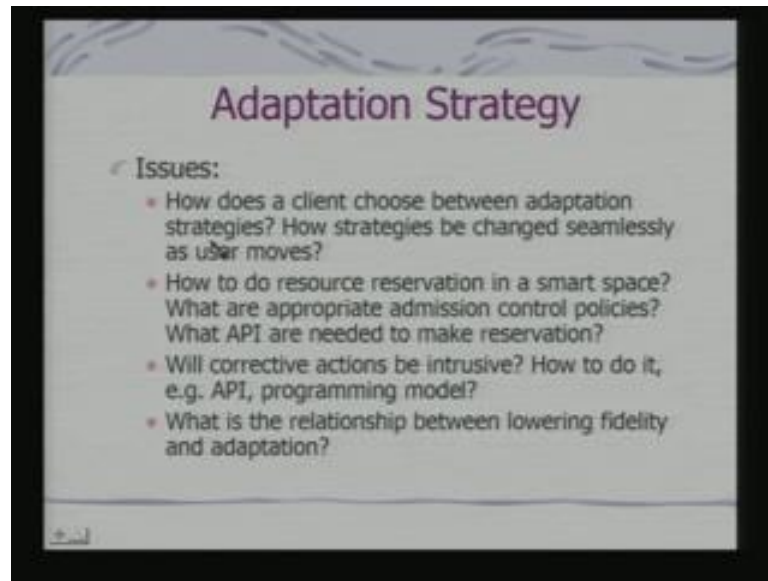 Adaptation Strategy
Issues:
How does a client choose between adaptation
strategies? How strategies be changed seamlessly
as user moves?
How to do resource reservation in a smart space?
What are appropriate admission control policies?
What API are needed to make reservation?
Will corrective actions be intrusive? How to do it,
e.g. API, programming model?
What is the relationship between lowering fidelity
and adaptation?